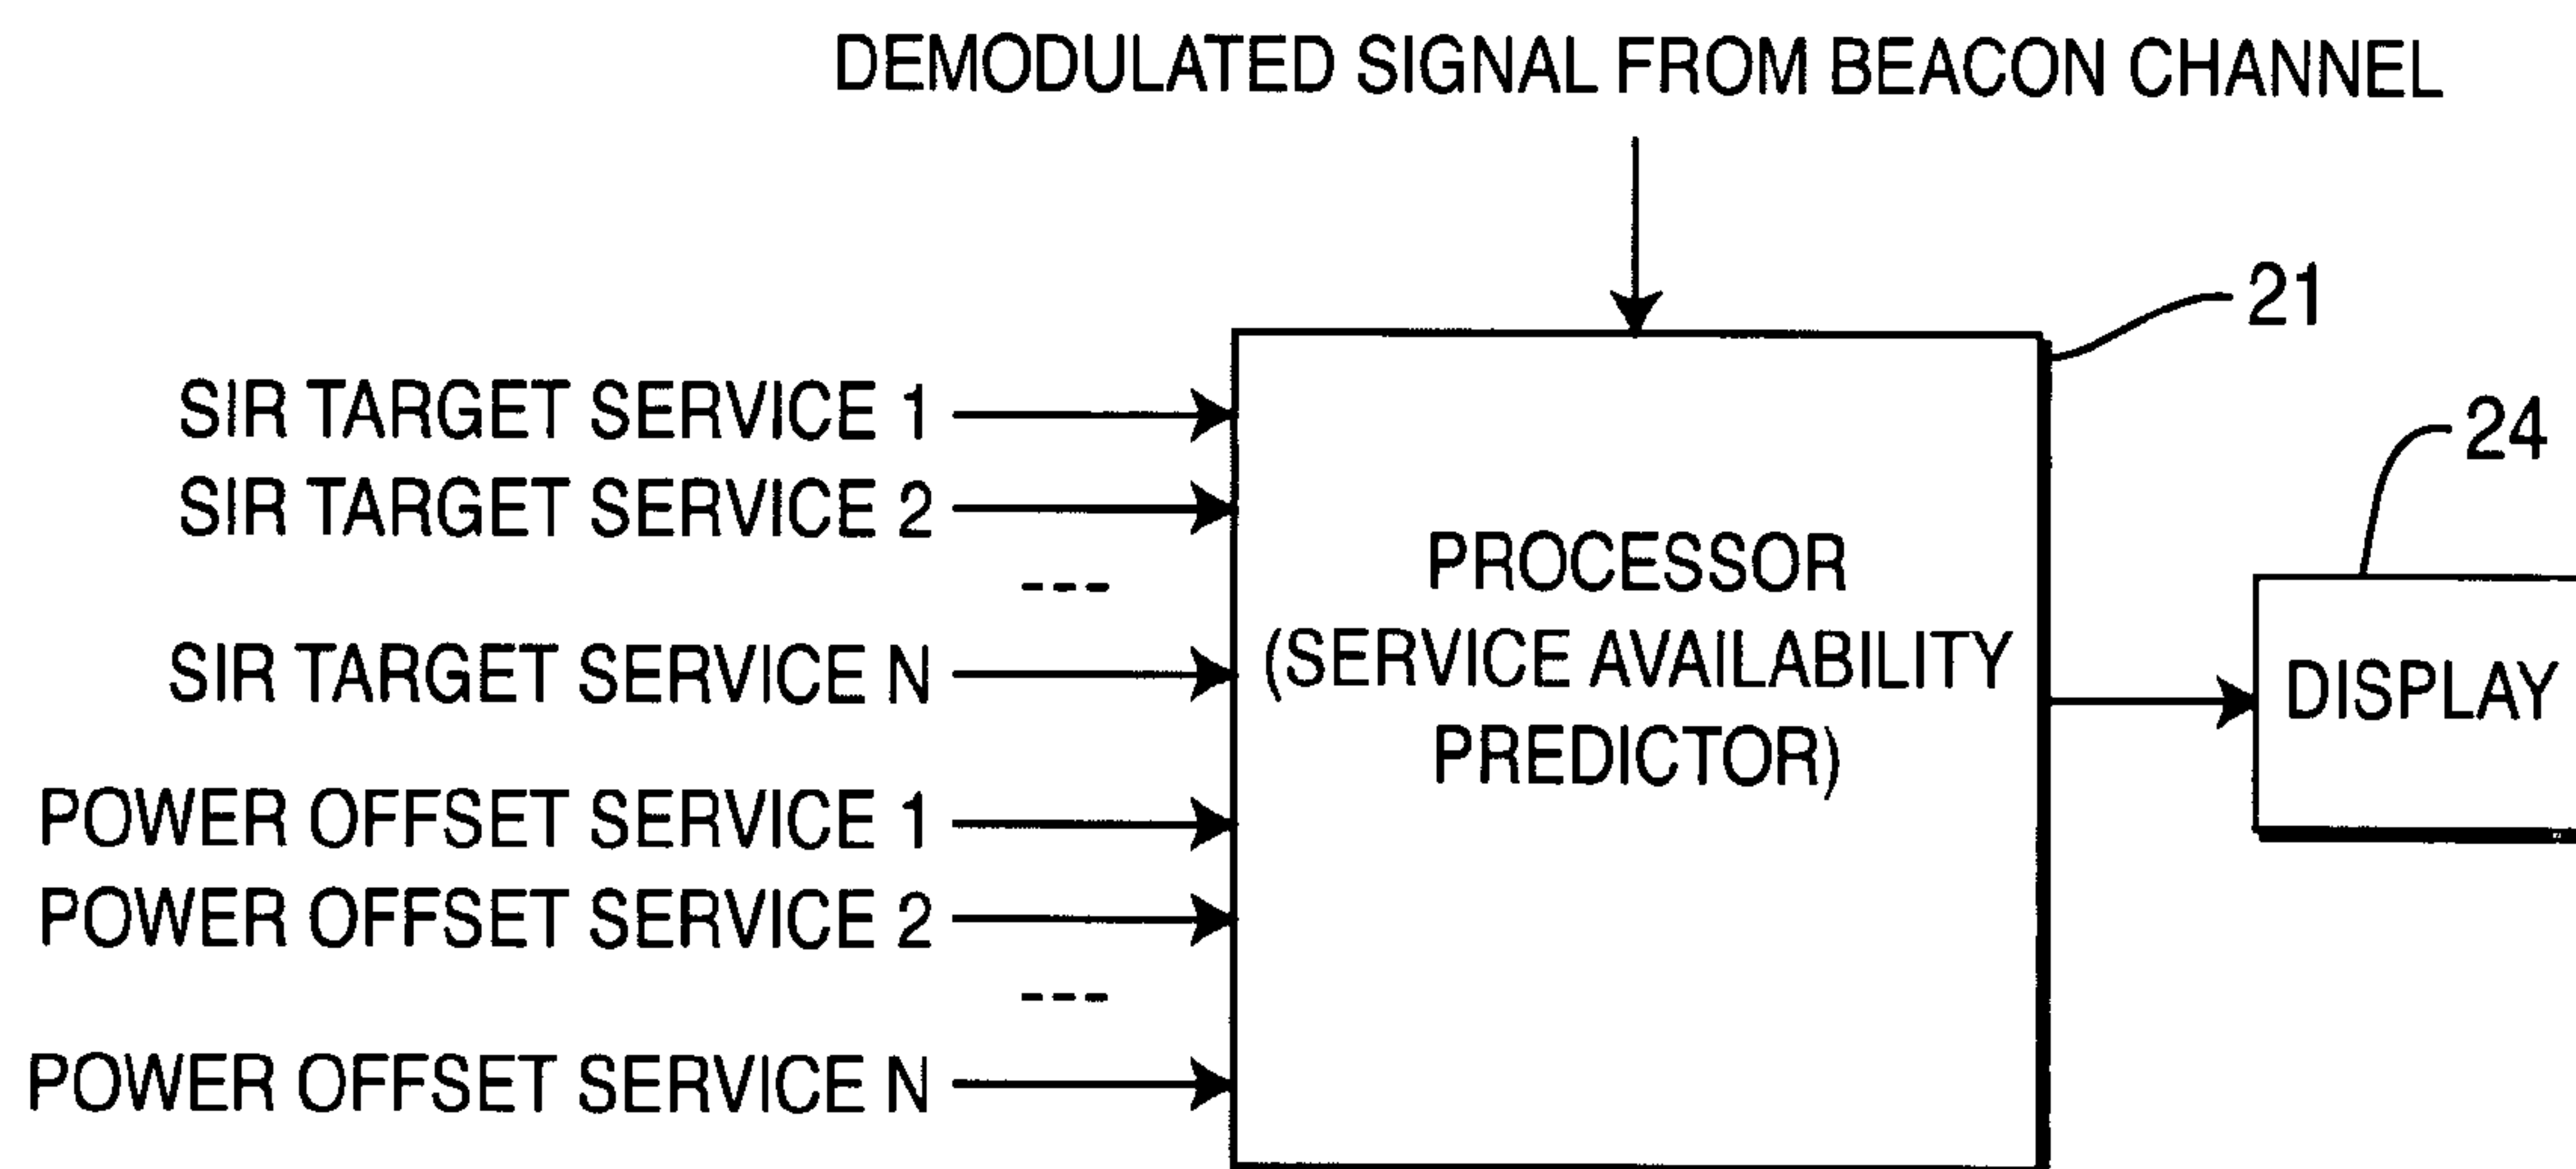 DEMODULATED SIGNAL FROM BEACON CHANNEL
21
24
SIR TARGET SERVICE 1
SIR TARGET SERVICE 2
---
SIR TARGET SERVICE N
POWER OFFSET SERVICE 1
POWER OFFSET SERVICE 2
---
POWER OFFSET SERVICE N
PROCESSOR
(SERVICE AVAILABILITY
PREDICTOR)
DISPLAY